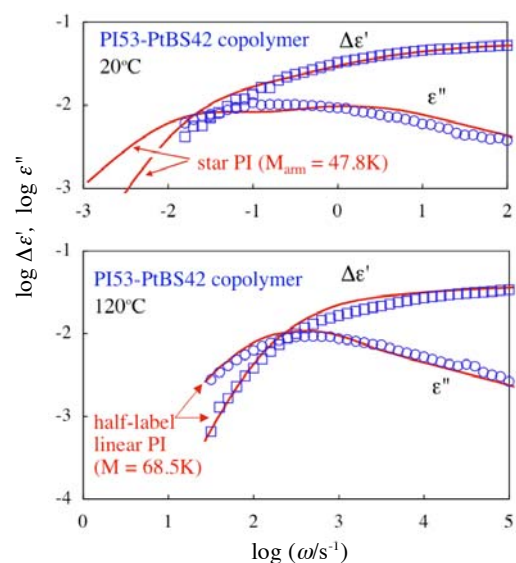 log Δε', log ε"
-1
-2
-3
PI53-PtBS42 copolymer
20°C
Δε'
ε"
star PI (Marm = 47.8K)
-3 -2 -1 0 1 2
-1
-2
-3
-4
PI53-PtBS42 copolymer
120°C
Δε'
ε"
half-label
linear PI
(M = 68.5K)
0 1 2 3 4 5
log (ω/s⁻¹)